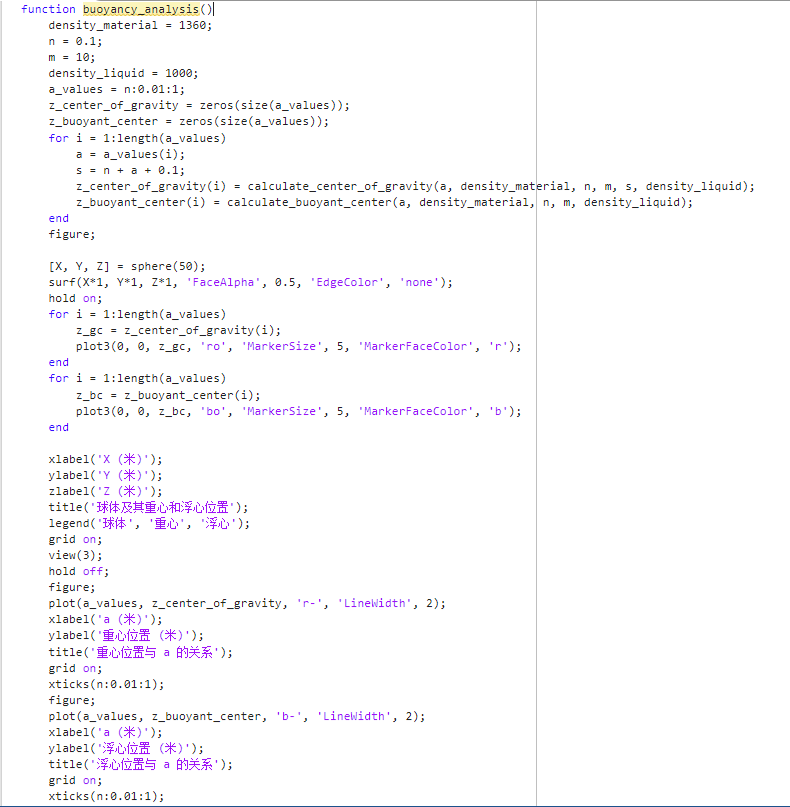 function buoyancy_analysis()
density_material = 1360;
n = 0.1;
m = 10;
density_liquid = 1000;
a_values = n:0.01:1;
z_center_of_gravity = zeros(size(a_values));
z_buoyant_center = zeros(size(a_values));
for i = 1:length(a_values)
a = a_values(i);
s = n + a + 0.1;
z_center_of_gravity(i) = calculate_center_of_gravity(a, density_material, n, m, s, density_liquid);
z_buoyant_center(i) = calculate_buoyant_center(a, density_material, n, m, density_liquid);
end
figure;
[X, Y, Z] = sphere(50);
surf(X*1, Y*1, Z*1, 'FaceAlpha', 0.5, 'EdgeColor', 'none');
hold on;
for i = 1:length(a_values)
z_gc = z_center_of_gravity(i);
plot3(0, 0, z_gc, 'ro', 'MarkerSize', 5, 'MarkerFaceColor', 'r');
end
for i = 1:length(a_values)
z_bc = z_buoyant_center(i);
plot3(0, 0, z_bc, 'bo', 'MarkerSize', 5, 'MarkerFaceColor', 'b');
end
xlabel('X (米)');
ylabel('Y (米)');
zlabel('Z (米)');
title('球体及其重心和浮心位置');
legend('球体', '重心', '浮心');
grid on;
view(3);
hold off;
figure;
plot(a_values, z_center_of_gravity, 'r-', 'LineWidth', 2);
xlabel('a (米)');
ylabel('重心位置 (米)');
title('重心位置与 a 的关系');
grid on;
xticks(n:0.01:1);
figure;
plot(a_values, z_buoyant_center, 'b-', 'LineWidth', 2);
xlabel('a (米)');
ylabel('浮心位置 (米)');
title('浮心位置与 a 的关系');
grid on;
xticks(n:0.01:1);